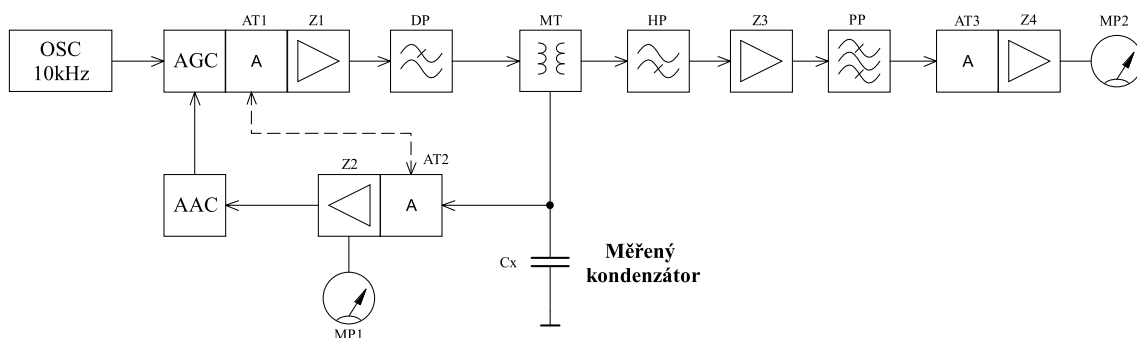 AT1 Z1 DP MT HP Z3 PP AT3 Z4 MP2
OSC
10kHz
AGC A A
AT2
Z2
AAC A
Cx
Měřený
kondenzátor
MP1